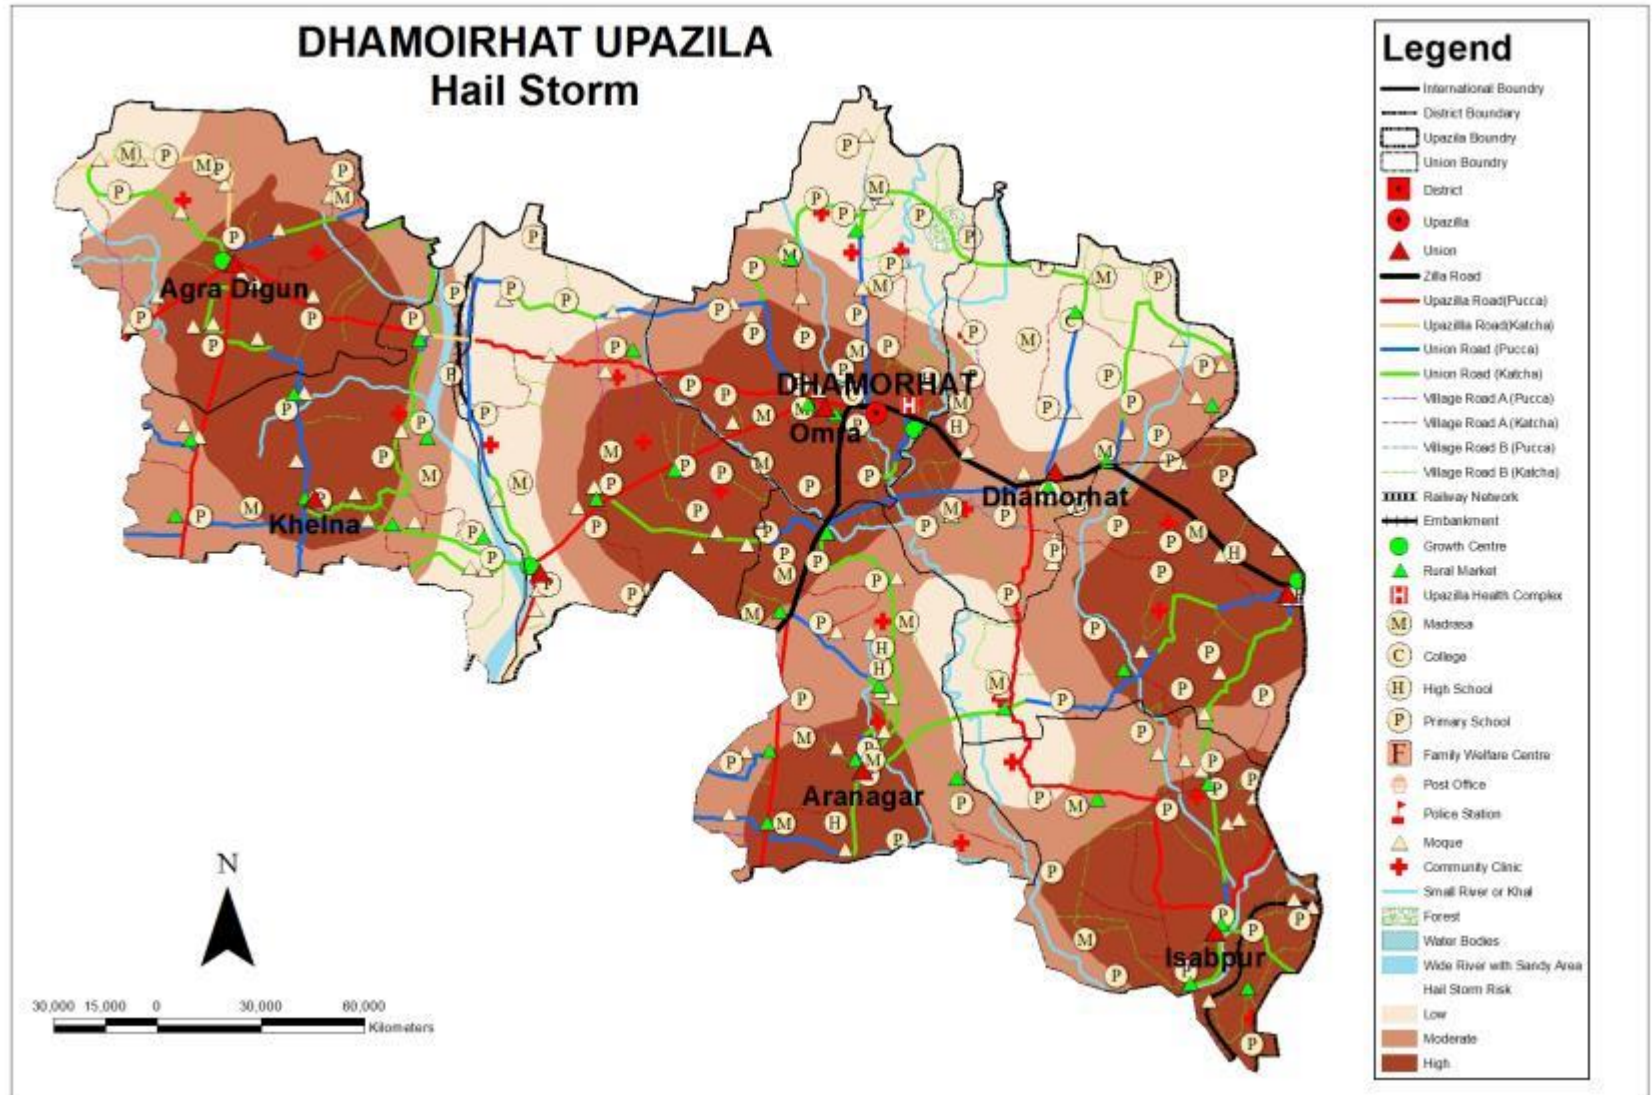 DHAMOIRHAT UPAZILA
Hail Storm
Legend
International Boundry
District Boundary
Upazila Boundry
Union Boundry
District
Upazilla
Union
Zilla Road
Upazilla Road(Pucca)
Upazillia Road(Katcha)
Union Road (Pucca)
Union Road (Katcha)
Village Road A (Pucca)
Village Road A (Katcha)
Village Road B (Pucca)
Village Road B (Katcha)
Railway Network
Embankment
Growth Centre
Rural Market
H Upazilla Health Complex
M Madrasa
C College
H High School
P Primary School
F Family Welfare Centre
Post Office
Police Station
Moque
Community Clinic
Small River or Khal
Forest
Water Bodies
Wide River with Sandy Area
Hail Storm Risk
Low
Moderate
High
Agra Digun
DHAMORHAT
Omra
Dhamorhat
Khelna
Aranagar
Isabpur
N
30,000 15,000 0 30,000 60,000
Kilometers